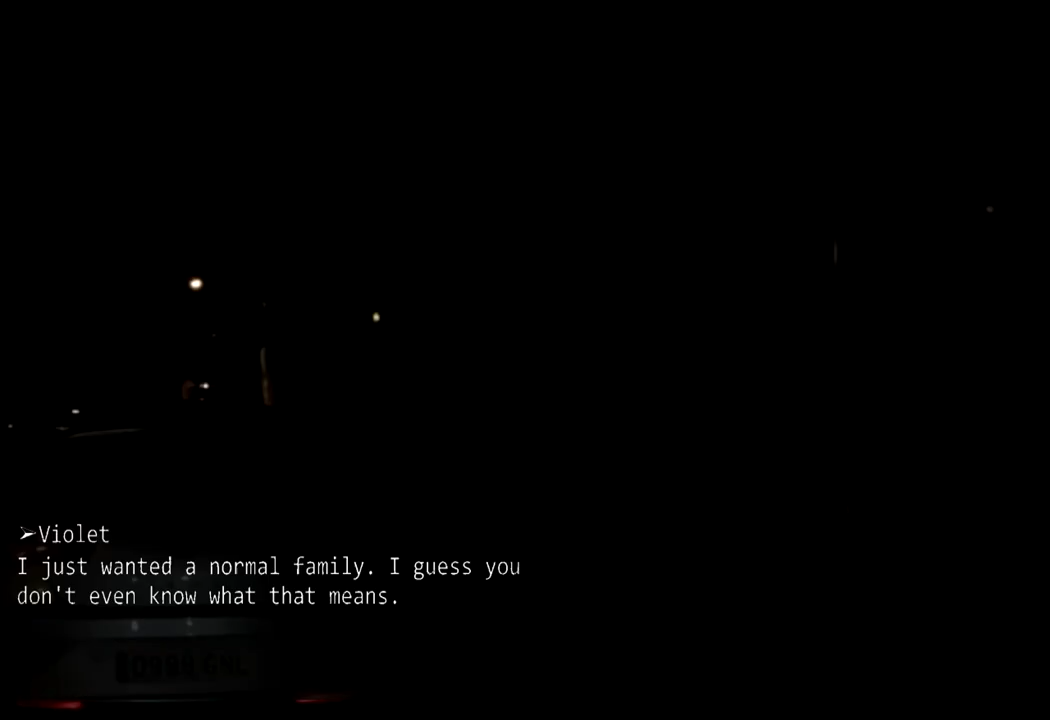 ➢Violet
I just wanted a normal family. I guess you
don't even know what that means.